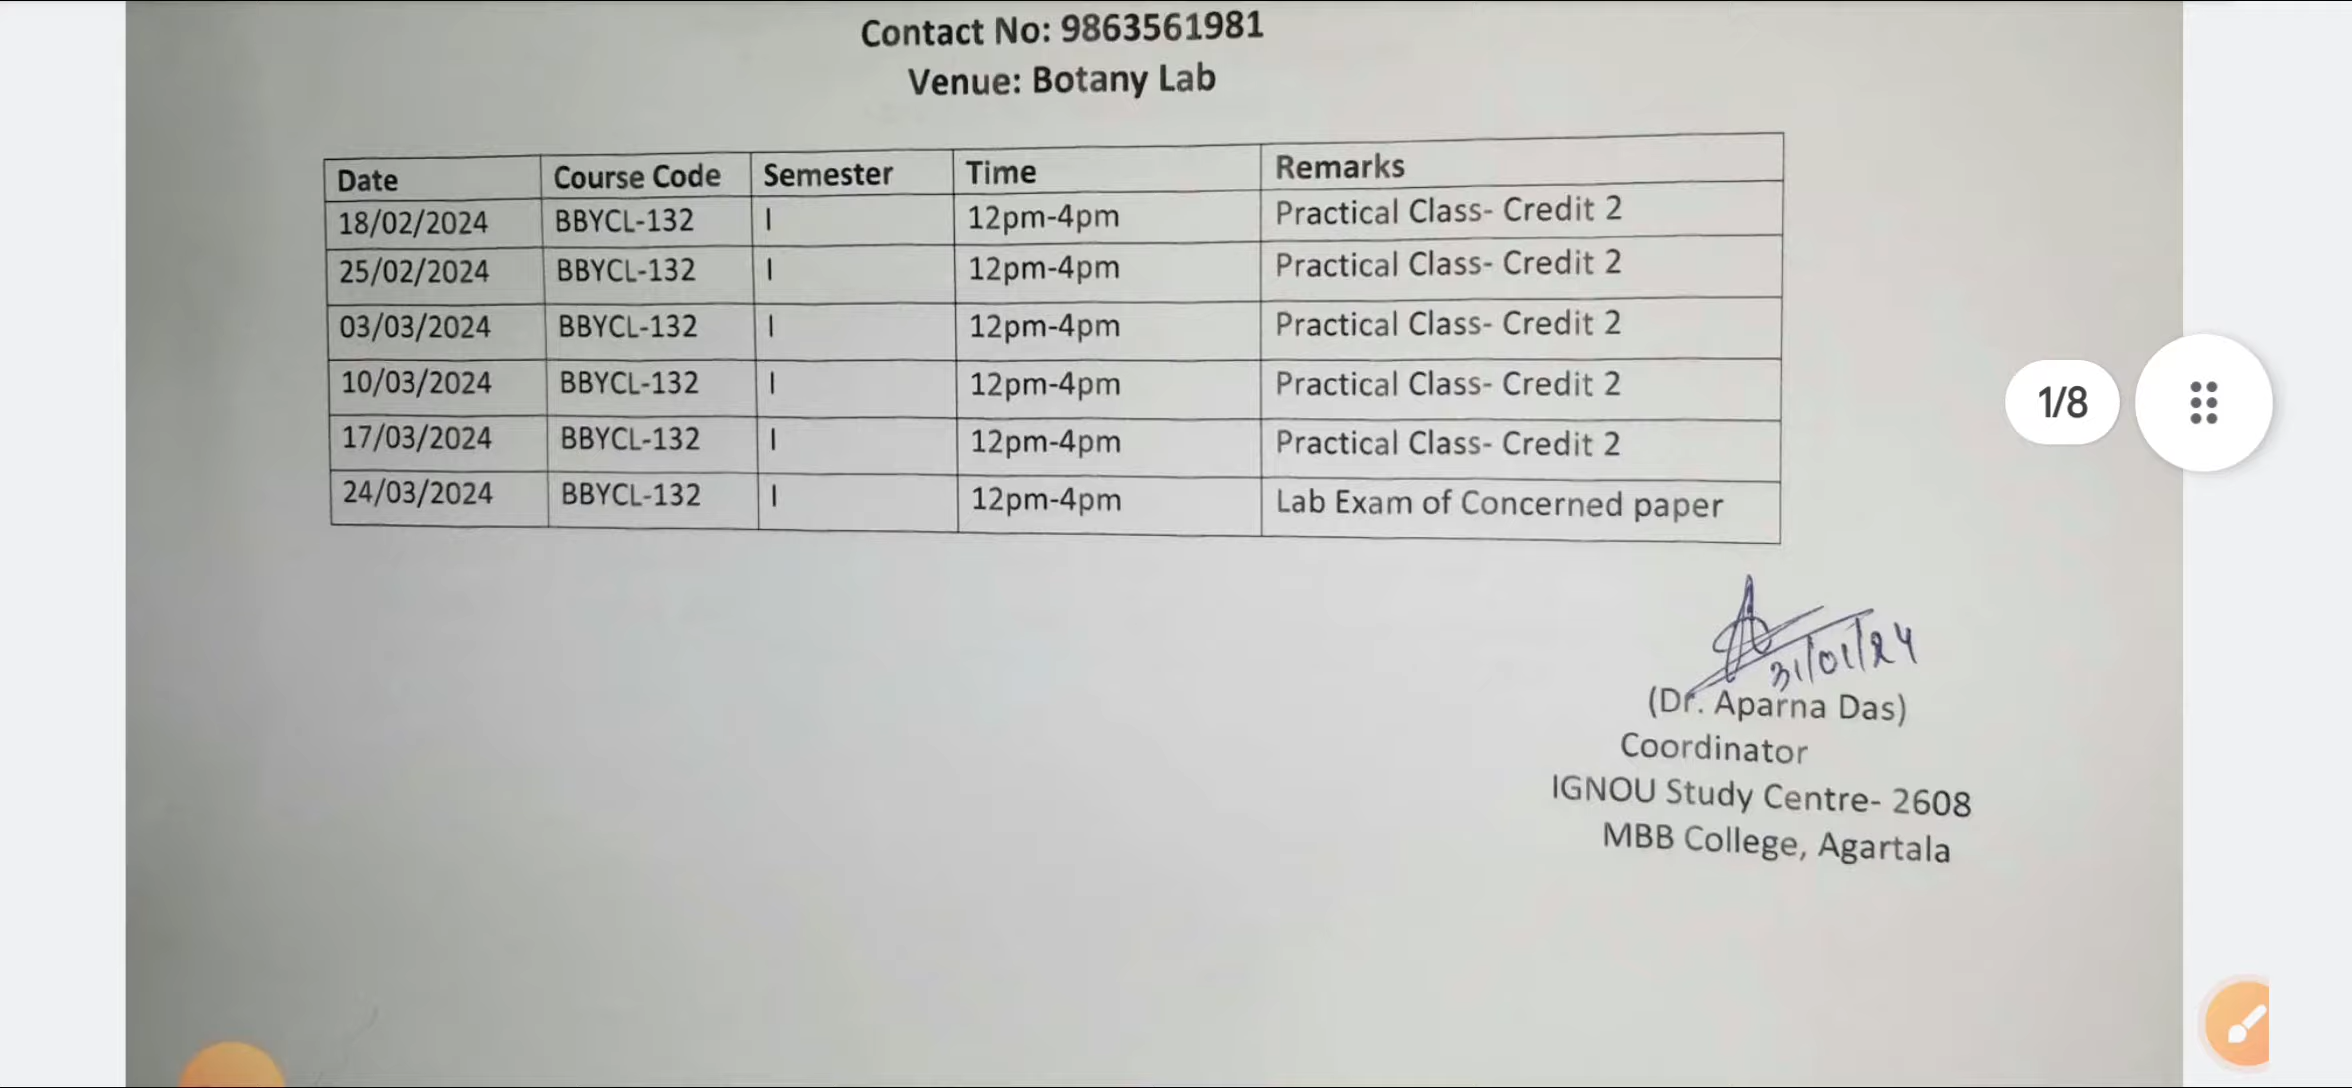 Contact No: 9863561981
Venue: Botany Lab
Date Course Code Semester Time Remarks
18/02/2024 BBYCL-132 I 12pm-4pm Practical Class- Credit 2
25/02/2024 BBYCL-132 I 12pm-4pm Practical Class- Credit 2
03/03/2024 BBYCL-132 I 12pm-4pm Practical Class- Credit 2
10/03/2024 BBYCL-132 I 12pm-4pm Practical Class- Credit 2
17/03/2024 BBYCL-132 I 12pm-4pm Practical Class- Credit 2
24/03/2024 BBYCL-132 I 12pm-4pm Lab Exam of Concerned paper
1/8
31/01/24
(Dr. Aparna Das)
Coordinator
IGNOU Study Centre- 2608
MBB College, Agartala